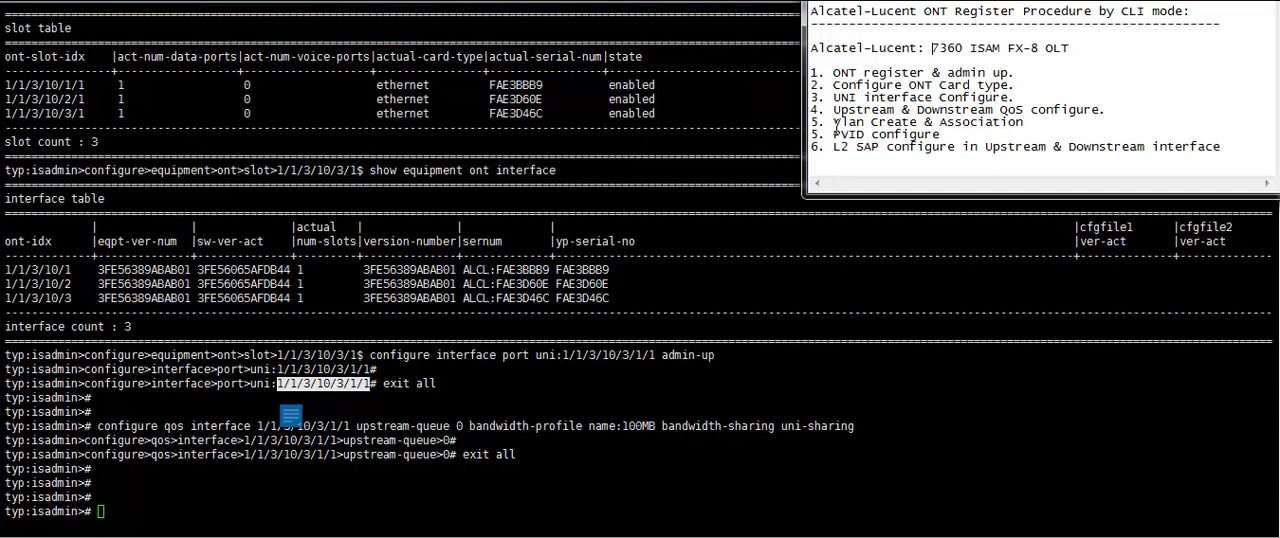 slot table
ont-slot-idx |act-num-data-ports|act-num-voice-ports|actual-card-type|actual-serial-num|state
1/1/3/10/1/1 1 0 ethernet FAE3BBB9 enabled
1/1/3/10/2/1 1 0 ethernet FAE3D60E enabled
1/1/3/10/3/1 1 0 ethernet FAE3D46C enabled
slot count : 3
typ:isadmin>configure>equipment>ont>slot>1/1/3/10/3/1$ show equipment ont interface
interface table
| | |actual | | | |cfgfile1 |cfgfile2
ont-idx |eqpt-ver-num |sw-ver-act |num-slots|version-number|sernum |yp-serial-no |ver-act |ver-act
1/1/3/10/1 3FE56389ABAB01 3FE56065AFDB44 1 3FE56389ABAB01 ALCL:FAE3BBB9 FAE3BBB9
1/1/3/10/2 3FE56389ABAB01 3FE56065AFDB44 1 3FE56389ABAB01 ALCL:FAE3D60E FAE3D60E
1/1/3/10/3 3FE56389ABAB01 3FE56065AFDB44 1 3FE56389ABAB01 ALCL:FAE3D46C FAE3D46C
interface count : 3
typ:isadmin>configure>equipment>ont>slot>1/1/3/10/3/1$ configure interface port uni:1/1/3/10/3/1/1 admin-up
typ:isadmin>configure>interface>port>uni:1/1/3/10/3/1/1#
typ:isadmin>configure>interface>port>uni:1/1/3/10/3/1/1# exit all
typ:isadmin>#
typ:isadmin>#
typ:isadmin># configure qos interface 1/1/3/10/3/1/1 upstream-queue 0 bandwidth-profile name:100MB bandwidth-sharing uni-sharing
typ:isadmin>configure>qos>interface>1/1/3/10/3/1/1>upstream-queue>0#
typ:isadmin>configure>qos>interface>1/1/3/10/3/1/1>upstream-queue>0# exit all
typ:isadmin>#
typ:isadmin>#
typ:isadmin>#
typ:isadmin>#
Alcatel-Lucent ONT Register Procedure by CLI mode:
-----------------------------------------------------
Alcatel-Lucent: 7360 ISAM FX-8 OLT
1. ONT register & admin up.
2. Configure ONT Card type.
3. UNI interface Configure.
4. Upstream & Downstream QoS configure.
5. Vlan Create & Association
5. PVID configure
6. L2 SAP configure in Upstream & Downstream interface